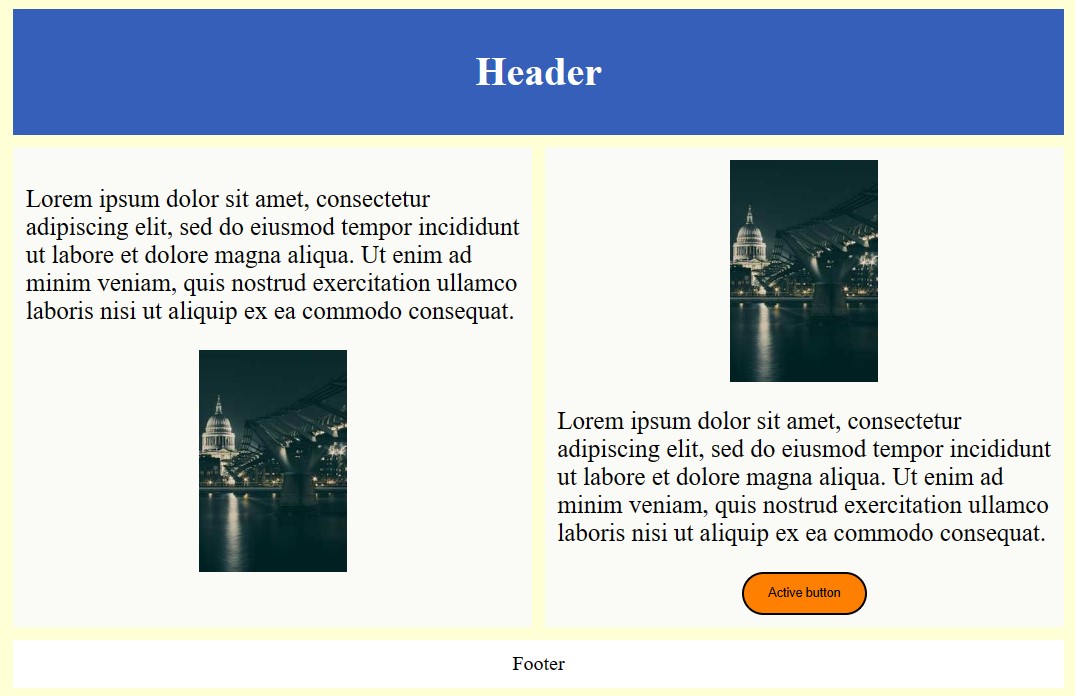 Header
Lorem ipsum dolor sit amet, consectetur
adipiscing elit, sed do eiusmod tempor incididunt
ut labore et dolore magna aliqua. Ut enim ad
minim veniam, quis nostrud exercitation ullamco
laboris nisi ut aliquip ex ea commodo consequat.
Lorem ipsum dolor sit amet, consectetur
adipiscing elit, sed do eiusmod tempor incididunt
ut labore et dolore magna aliqua. Ut enim ad
minim veniam, quis nostrud exercitation ullamco
laboris nisi ut aliquip ex ea commodo consequat.
Active button
Footer